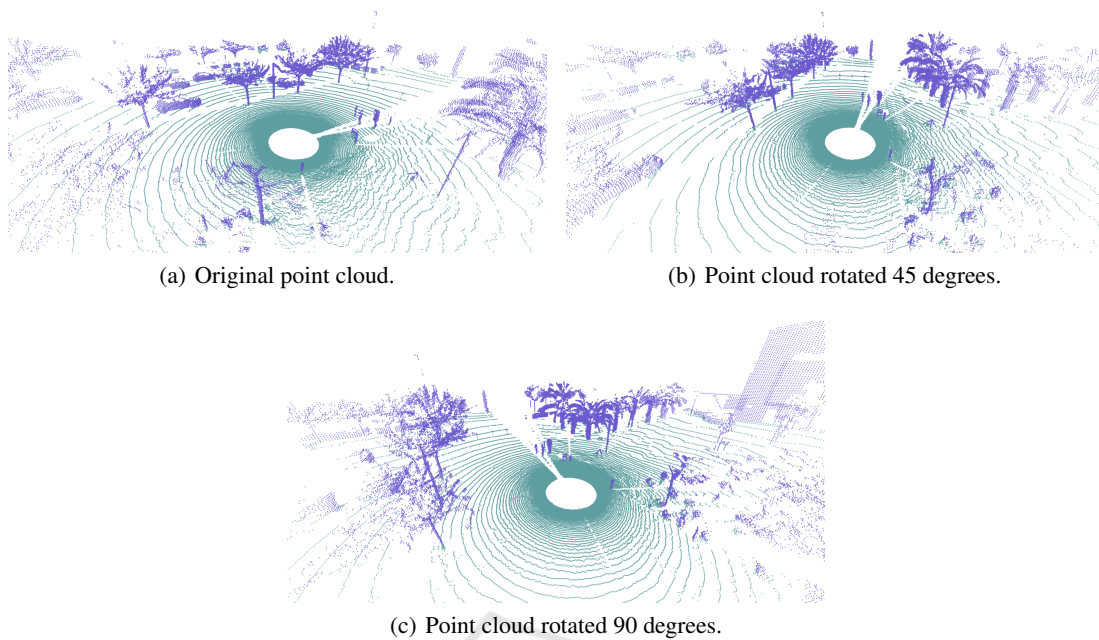 (a) Original point cloud.
(b) Point cloud rotated 45 degrees.
(c) Point cloud rotated 90 degrees.